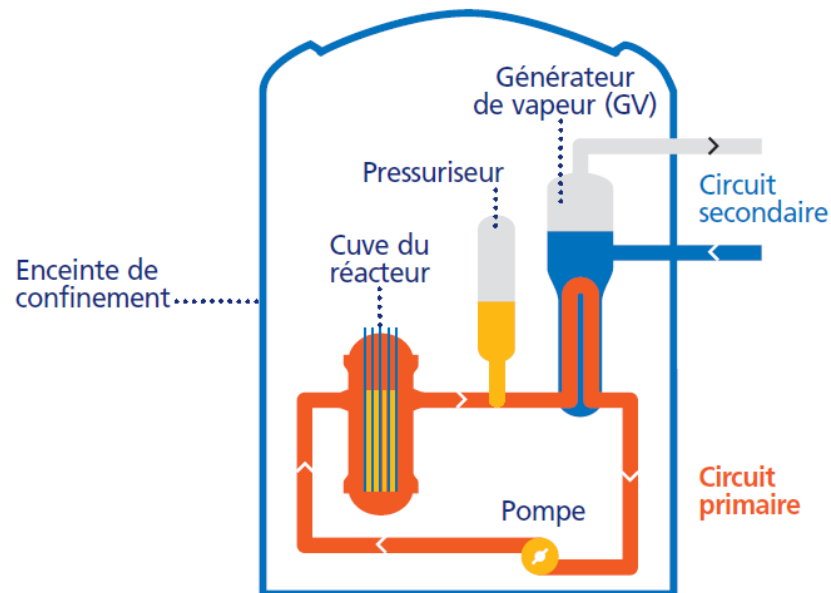 Générateur
de vapeur (GV)
Pressuriseur
Circuit
secondaire
Cuve du
réacteur
Enceinte de
confinement
Circuit
primaire
Pompe